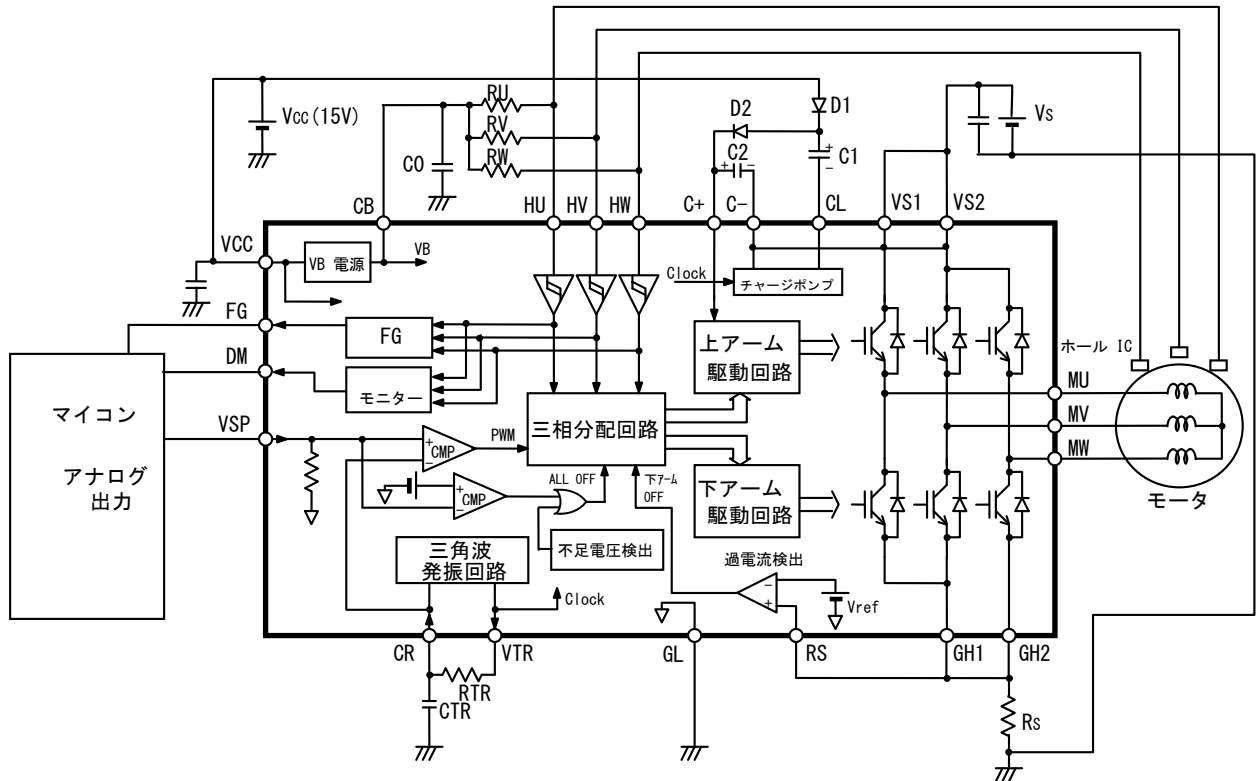 VCC(15V)
RU
RV
RW
C0
D2
D1
C2
+
-
C1
+
-
VS
CB
HU
HV
HW
C+
C-
CL
VS1
VS2
VCC
VB 電源
VB
Clock
チャージポンプ
FG
FG
DM
モニター
上アーム
駆動回路
ホール IC
MU
MV
MW
モータ
マイコン
アナログ
出力
VSP
+
-
CMP
PWM
三相分配回路
+
-
CMP
ALL OFF
下アーム
OFF
下アーム
駆動回路
不足電圧検出
三角波
発振回路
Clock
過電流検出
-
+
Vref
CR
VTR
GL
RS
GH1
GH2
RTR
CTR
RS